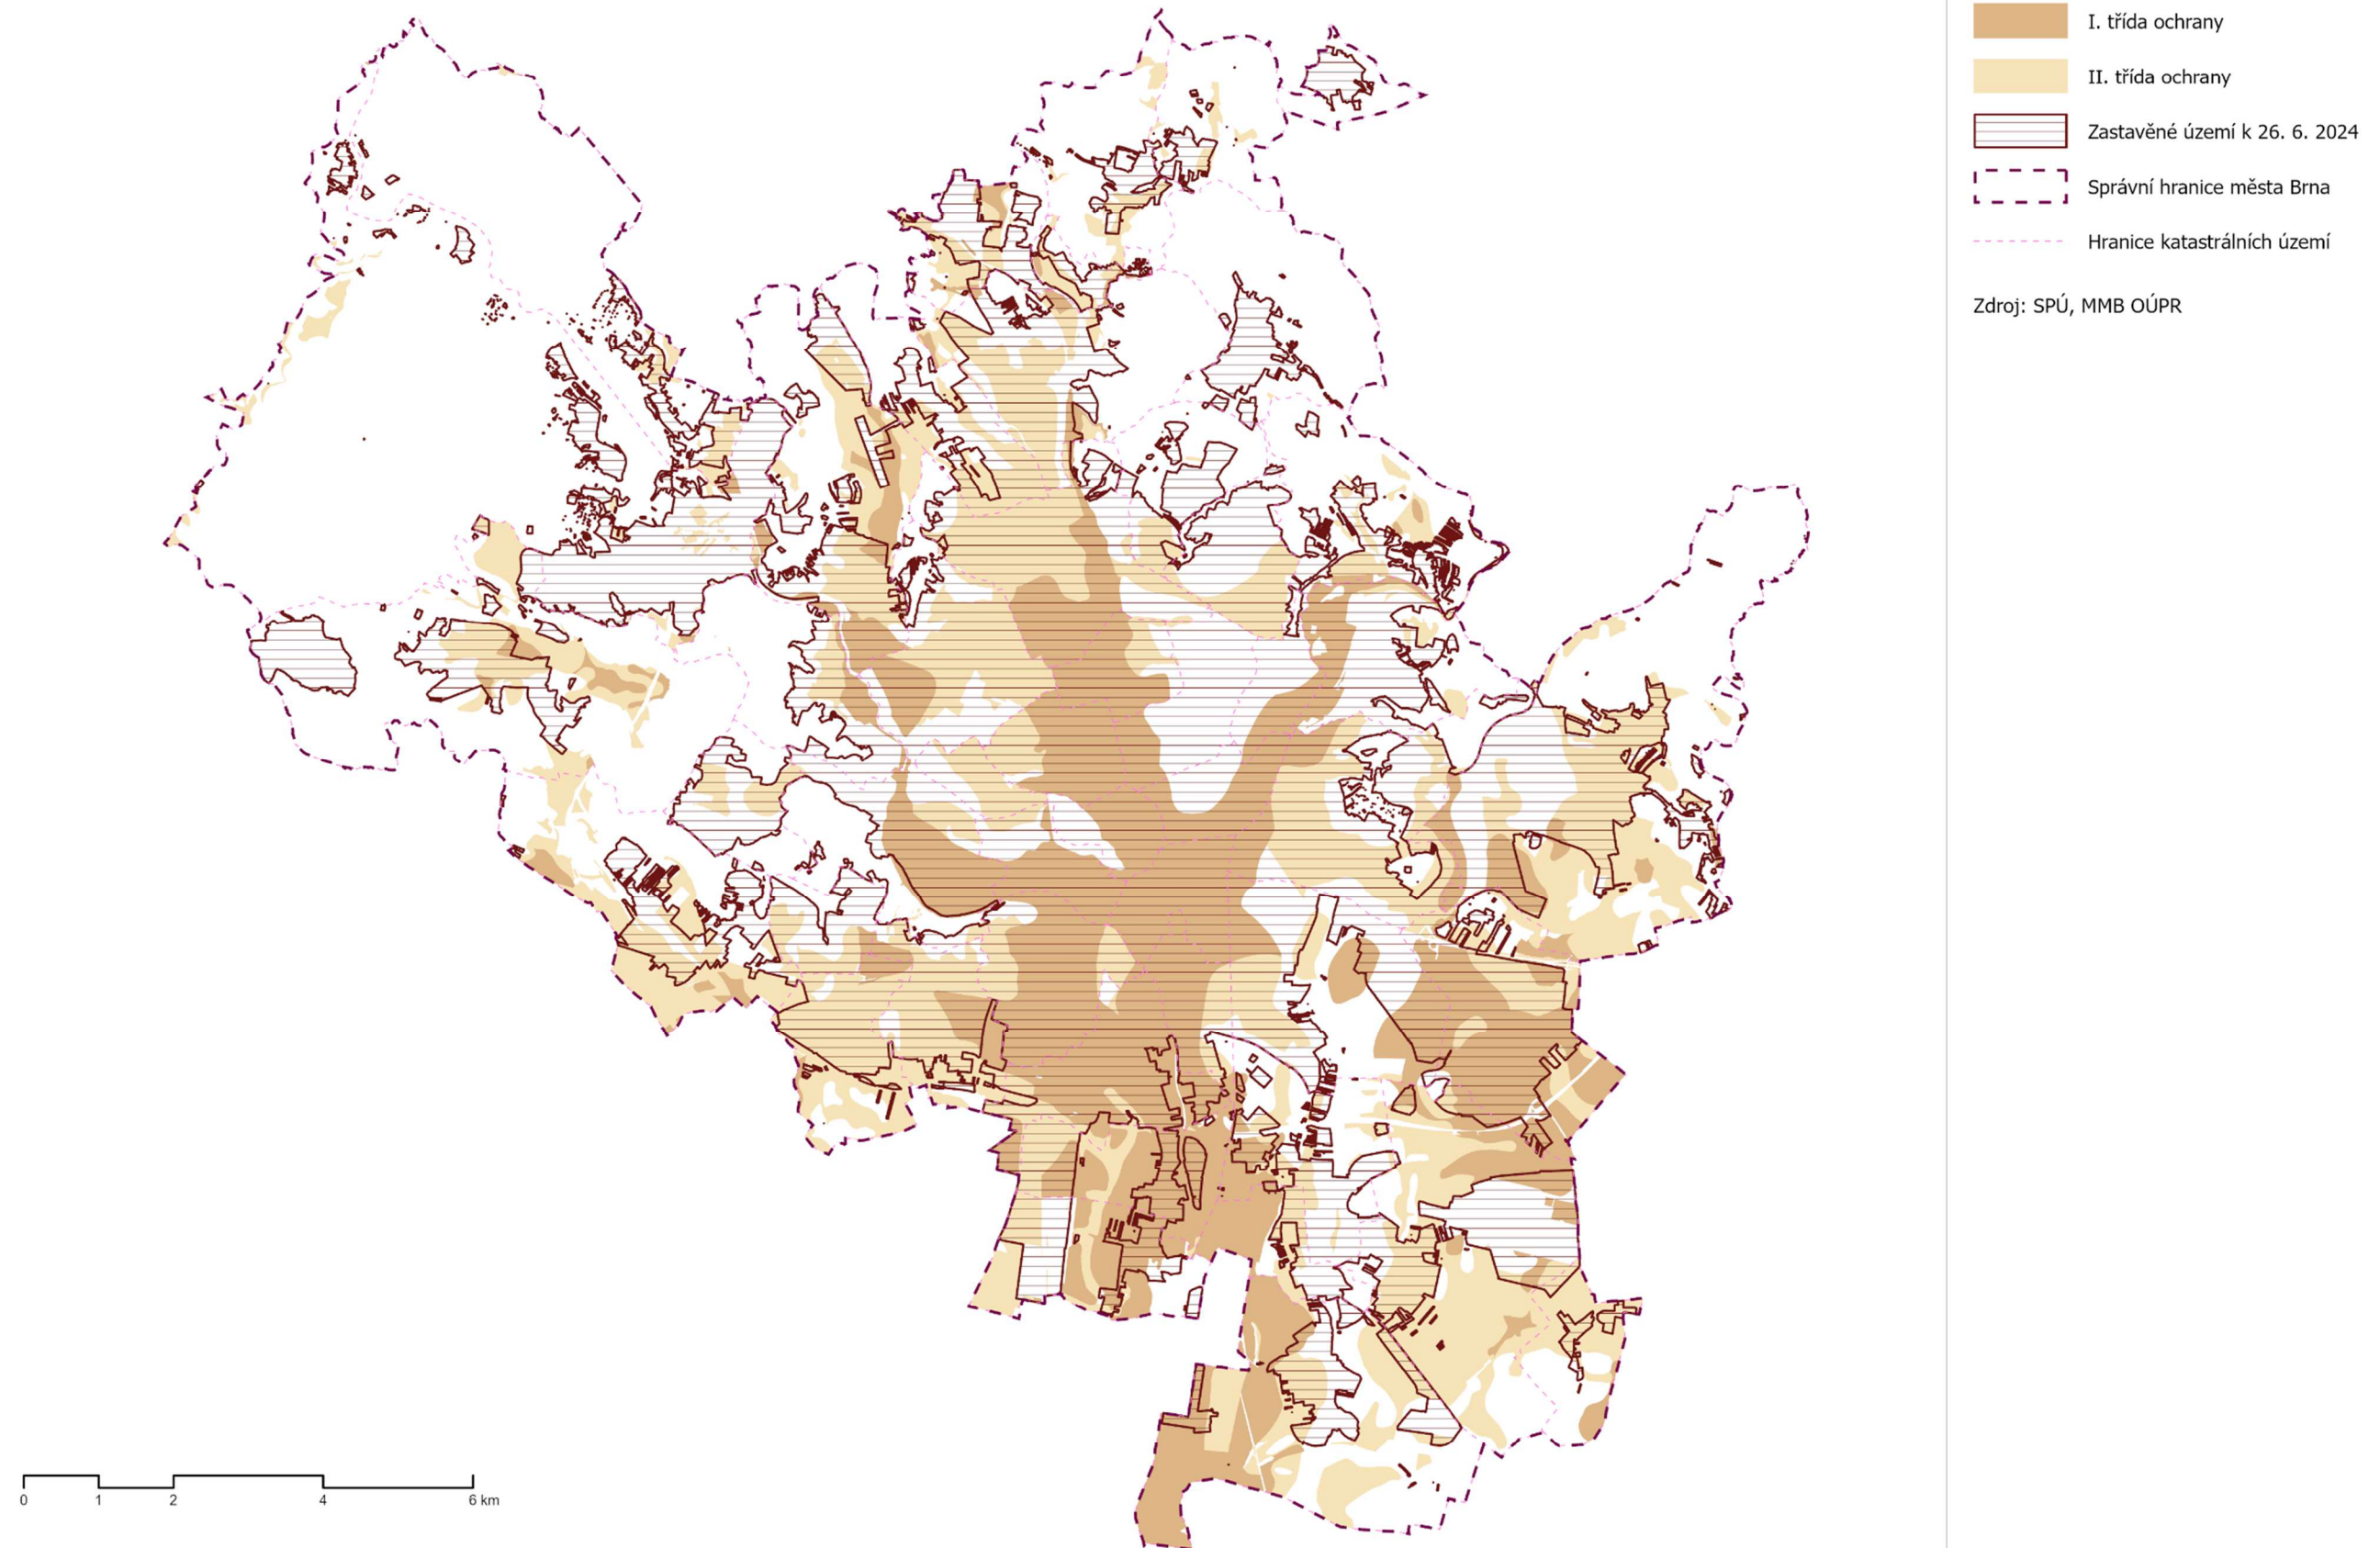 I. třída ochrany
II. třída ochrany
Zastavěné území k 26. 6. 2024
Správní hranice města Brna
Hranice katastrálních území
Zdroj: SPÚ, MMB OÚPR
0 1 2 4 6 km